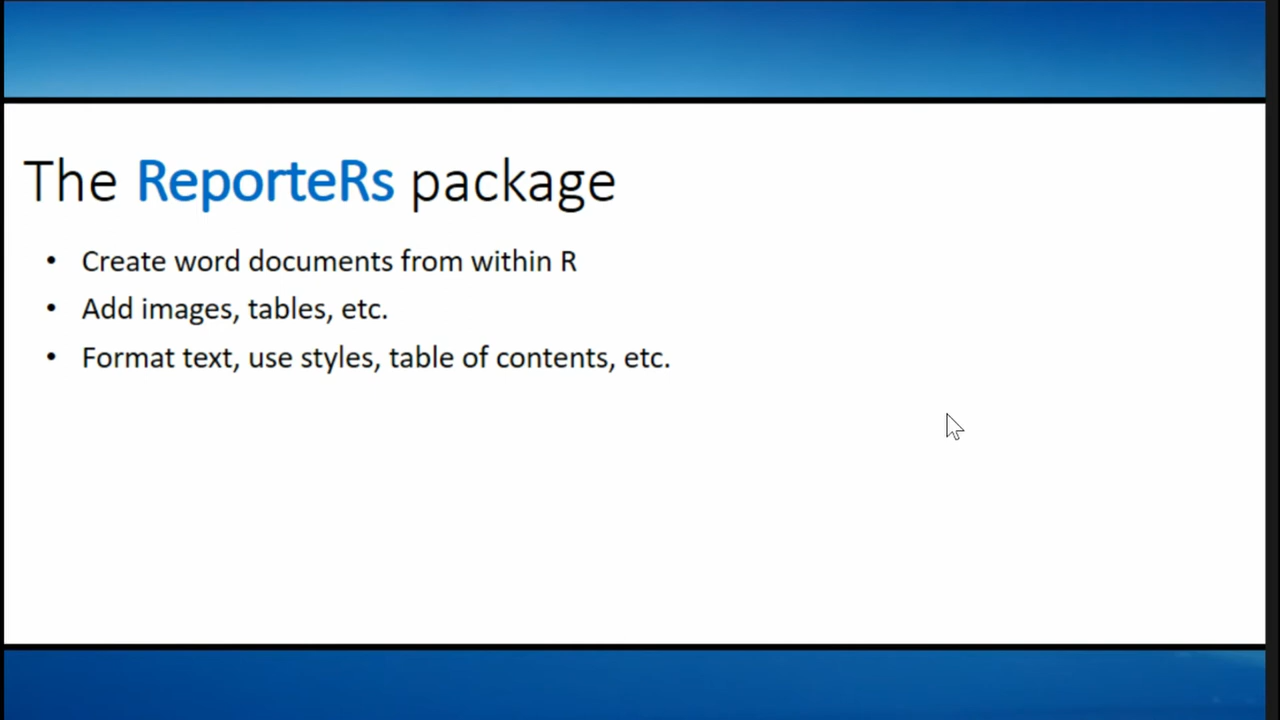 The ReporteRs package
• Create word documents from within R
• Add images, tables, etc.
• Format text, use styles, table of contents, etc.